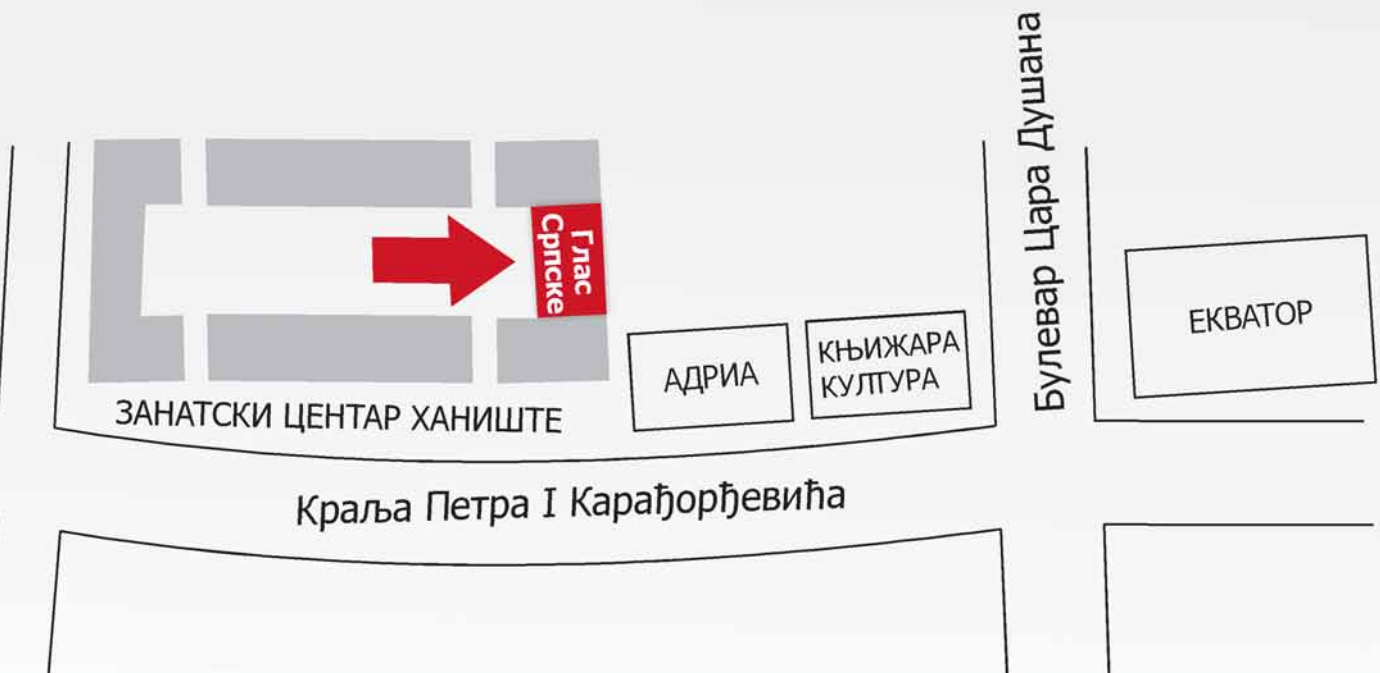 Булевар Цара Душана
Глас
Српске
ЕКВАТОР
КЊИЖАРА
КУЛТУРА
АДРИА
ЗАНАТСКИ ЦЕНТАР ХАНИШТЕ
Краља Петра I Карађорђевића